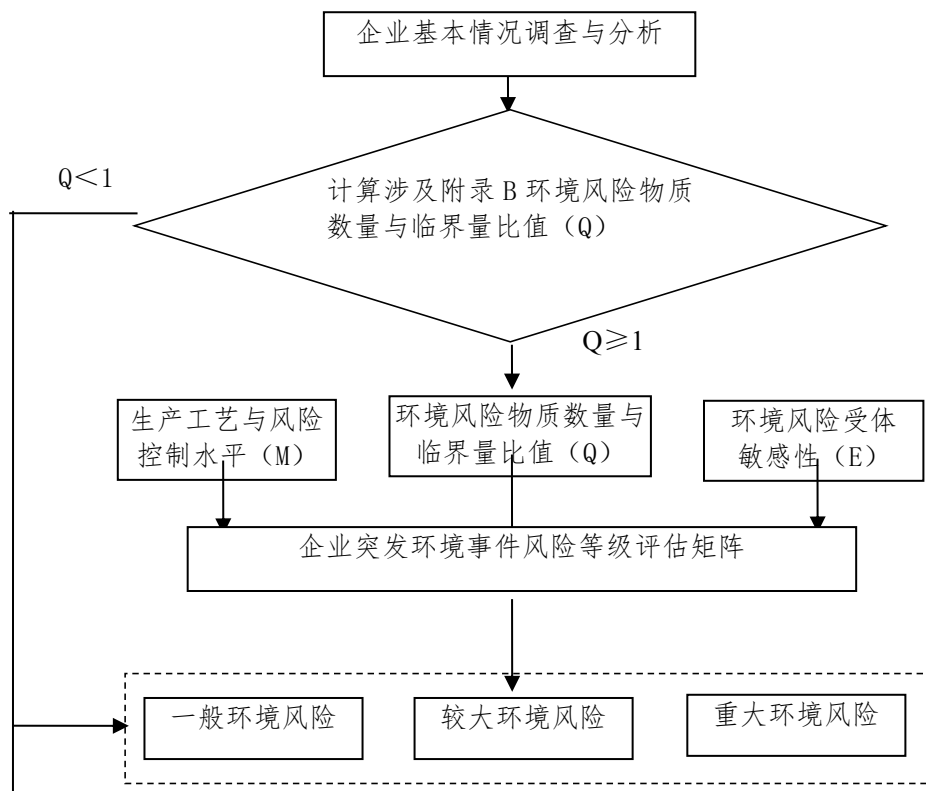 企业基本情况调查与分析
Q＜1
计算涉及附录 B 环境风险物质
数量与临界量比值（Q）
Q≥1
生产工艺与风险
控制水平（M）
环境风险物质数量与
临界量比值（Q）
环境风险受体
敏感性（E）
企业突发环境事件风险等级评估矩阵
一般环境风险
较大环境风险
重大环境风险